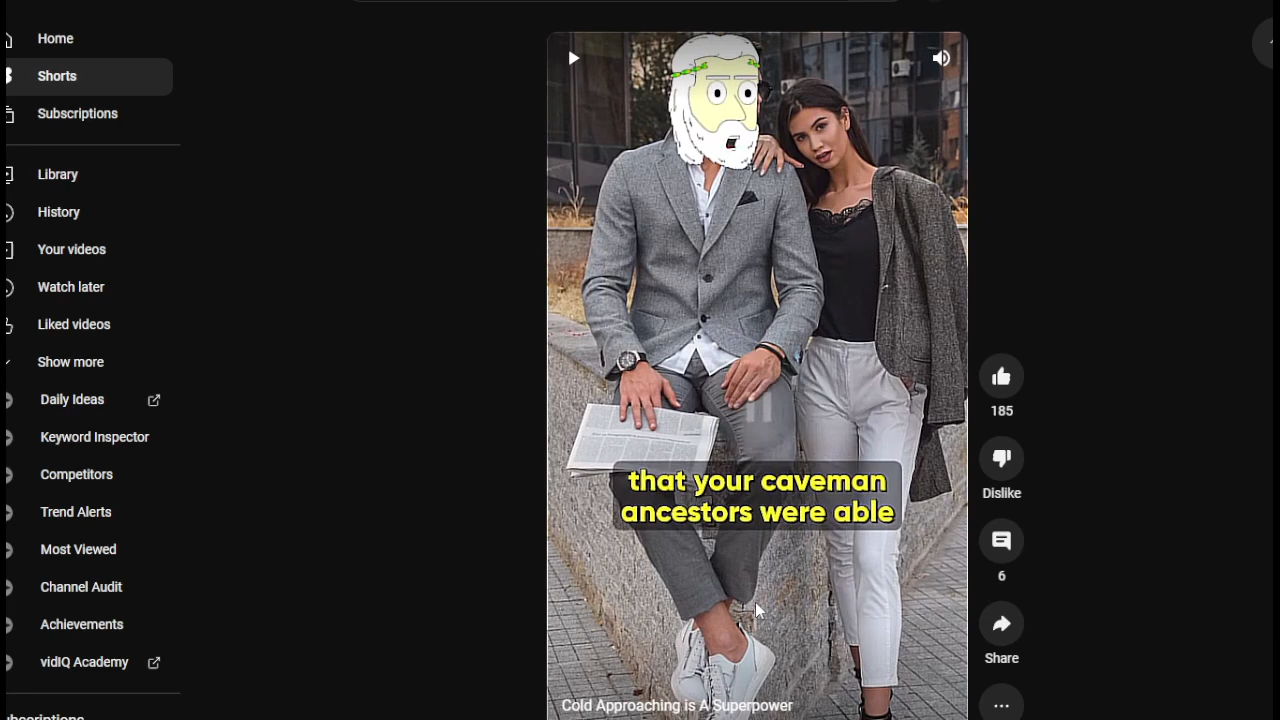 Home
Shorts
Subscriptions
Library
History
Your videos
Watch later
Liked videos
Show more
Daily Ideas
Keyword Inspector
Competitors
Trend Alerts
Most Viewed
Channel Audit
Achievements
vidIQ Academy
that your caveman
ancestors were able
Cold Approaching is A Superpower
185
Dislike
6
Share